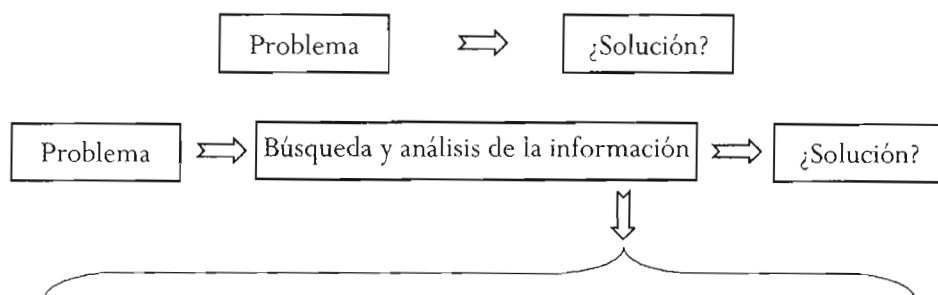 Problema ¿Solución?
Problema Búsqueda y análisis de la información ¿Solución?